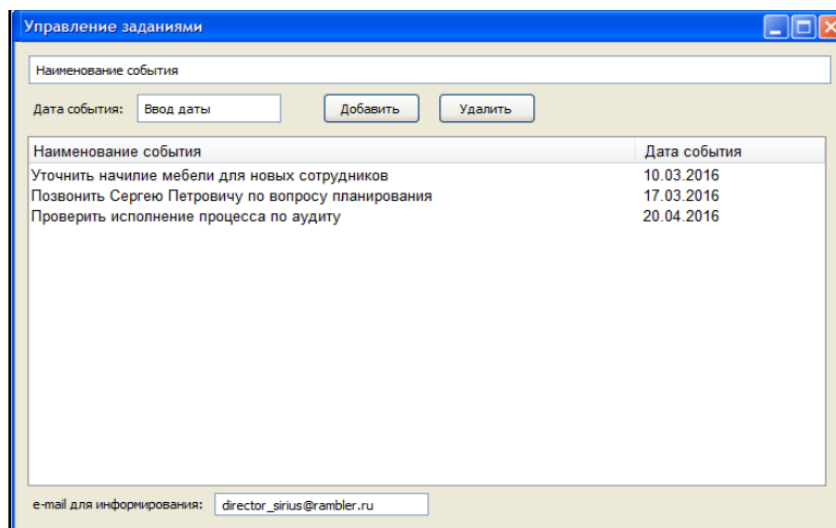 Управление заданиями
Наименование события
Дата события: Ввод даты Добавить Удалить
Наименование события Дата события
Уточнить начилие мебели для новых сотрудников 10.03.2016
Позвонить Сергею Петровичу по вопросу планирования 17.03.2016
Проверить исполнение процесса по аудиту 20.04.2016
e-mail для информирования: director_sirius@rambler.ru